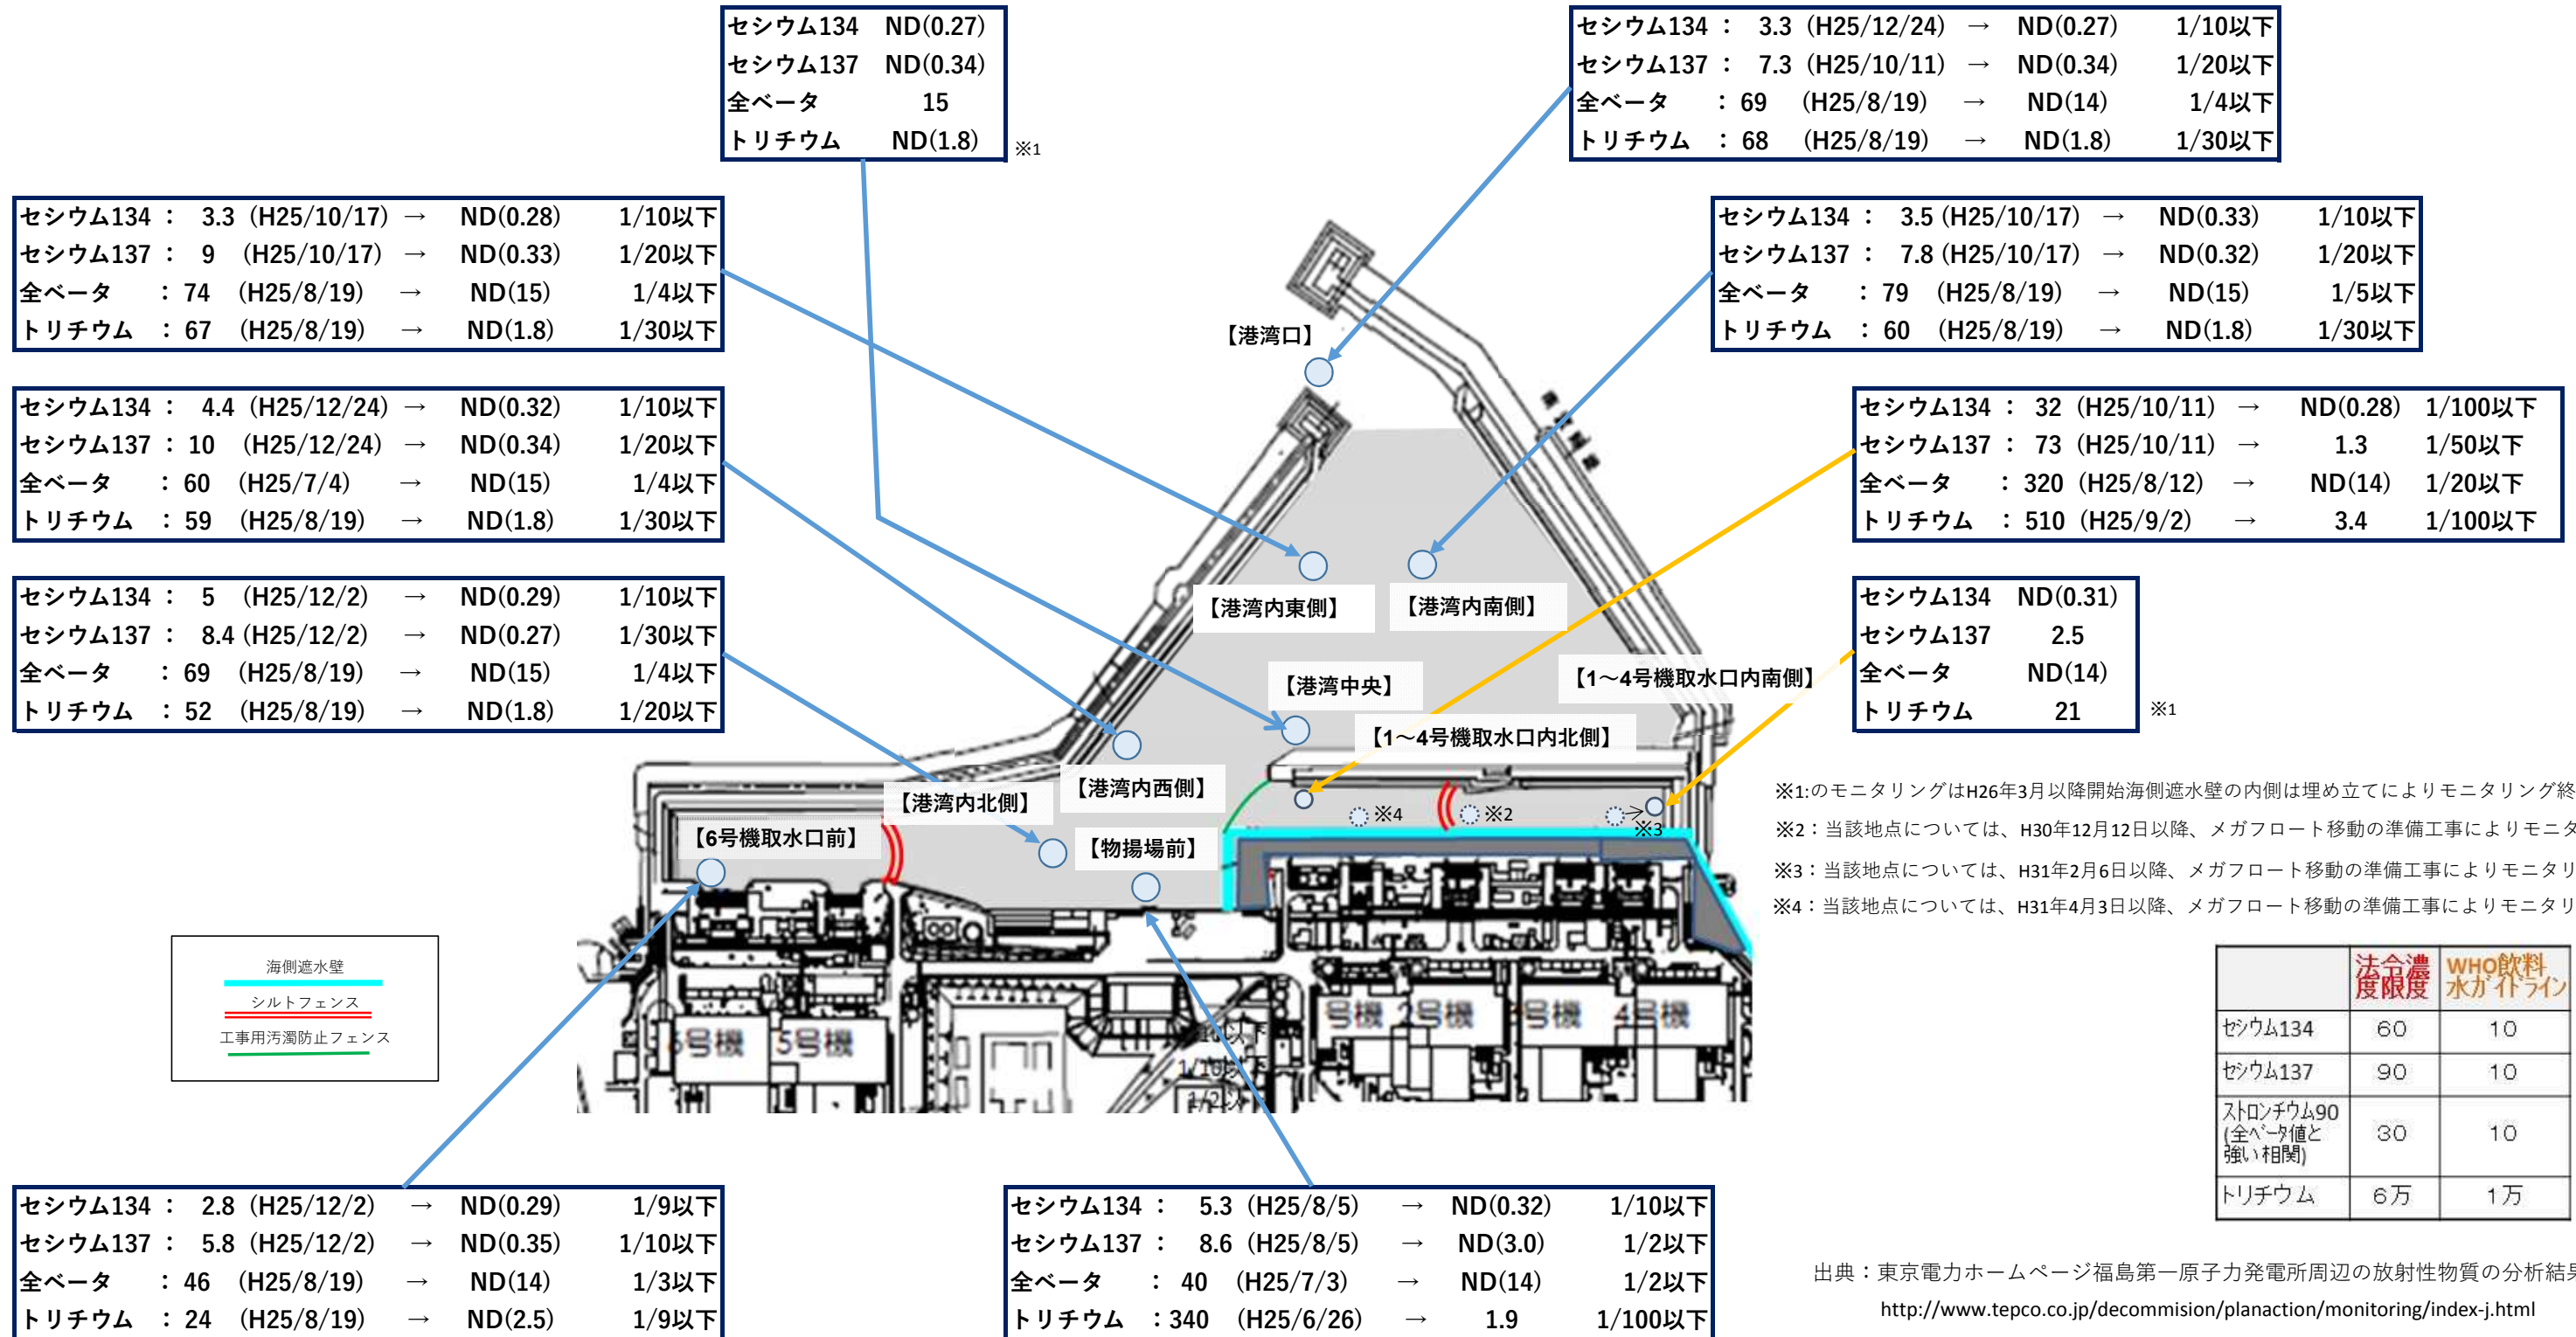 セシウム134 ND(0.27)
セシウム137 ND(0.34)
全ベータ 15
トリチウム ND(1.8) ※1
セシウム134 : 3.3 (H25/12/24) → ND(0.27) 1/10以下
セシウム137 : 7.3 (H25/10/11) → ND(0.34) 1/20以下
全ベータ : 69 (H25/8/19) → ND(14) 1/4以下
トリチウム : 68 (H25/8/19) → ND(1.8) 1/30以下
セシウム134 : 3.3 (H25/10/17) → ND(0.28) 1/10以下
セシウム137 : 9 (H25/10/17) → ND(0.33) 1/20以下
全ベータ : 74 (H25/8/19) → ND(15) 1/4以下
トリチウム : 67 (H25/8/19) → ND(1.8) 1/30以下
セシウム134 : 3.5 (H25/10/17) → ND(0.33) 1/10以下
セシウム137 : 7.8 (H25/10/17) → ND(0.32) 1/20以下
全ベータ : 79 (H25/8/19) → ND(15) 1/5以下
トリチウム : 60 (H25/8/19) → ND(1.8) 1/30以下
【港湾口】
セシウム134 : 4.4 (H25/12/24) → ND(0.32) 1/10以下
セシウム137 : 10 (H25/12/24) → ND(0.34) 1/20以下
全ベータ : 60 (H25/7/4) → ND(15) 1/4以下
トリチウム : 59 (H25/8/19) → ND(1.8) 1/30以下
セシウム134 : 32 (H25/10/11) → ND(0.28) 1/100以下
セシウム137 : 73 (H25/10/11) → 1.3 1/50以下
全ベータ : 320 (H25/8/12) → ND(14) 1/20以下
トリチウム : 510 (H25/9/2) → 3.4 1/100以下
セシウム134 : 5 (H25/12/2) → ND(0.29) 1/10以下
セシウム137 : 8.4 (H25/12/2) → ND(0.27) 1/30以下
全ベータ : 69 (H25/8/19) → ND(15) 1/4以下
トリチウム : 52 (H25/8/19) → ND(1.8) 1/20以下
【港湾内東側】
【港湾内南側】
セシウム134 ND(0.31)
セシウム137 2.5
全ベータ ND(14)
トリチウム 21 ※1
【港湾中央】
【1～4号機取水口内南側】
【1～4号機取水口内北側】
【港湾内西側】
【港湾内北側】
【6号機取水口前】
【物揚場前】
※4
※2
※3
※1:のモニタリングはH26年3月以降開始海側遮水壁の内側は埋め立てによりモニタリング終
※2：当該地点については、H30年12月12日以降、メガフロート移動の準備工事によりモニタ
※3：当該地点については、H31年2月6日以降、メガフロート移動の準備工事によりモニタリ
※4：当該地点については、H31年4月3日以降、メガフロート移動の準備工事によりモニタリ
海側遮水壁
シルトフェンス
工事用汚濁防止フェンス
6号機
5号機
号機
2号機
号機
4号機
以下
1/10以下
1/2以
法令濃度限度 WHO飲料水ガイドライン
セシウム134 60 10
セシウム137 90 10
ストロンチウム90
(全ベータ値と
強い相関) 30 10
トリチウム 6万 1万
セシウム134 : 2.8 (H25/12/2) → ND(0.29) 1/9以下
セシウム137 : 5.8 (H25/12/2) → ND(0.35) 1/10以下
全ベータ : 46 (H25/8/19) → ND(14) 1/3以下
トリチウム : 24 (H25/8/19) → ND(2.5) 1/9以下
セシウム134 : 5.3 (H25/8/5) → ND(0.32) 1/10以下
セシウム137 : 8.6 (H25/8/5) → ND(3.0) 1/2以下
全ベータ : 40 (H25/7/3) → ND(14) 1/2以下
トリチウム : 340 (H25/6/26) → 1.9 1/100以下
出典：東京電力ホームページ福島第一原子力発電所周辺の放射性物質の分析結果
http://www.tepco.co.jp/decommision/planaction/monitoring/index-j.html